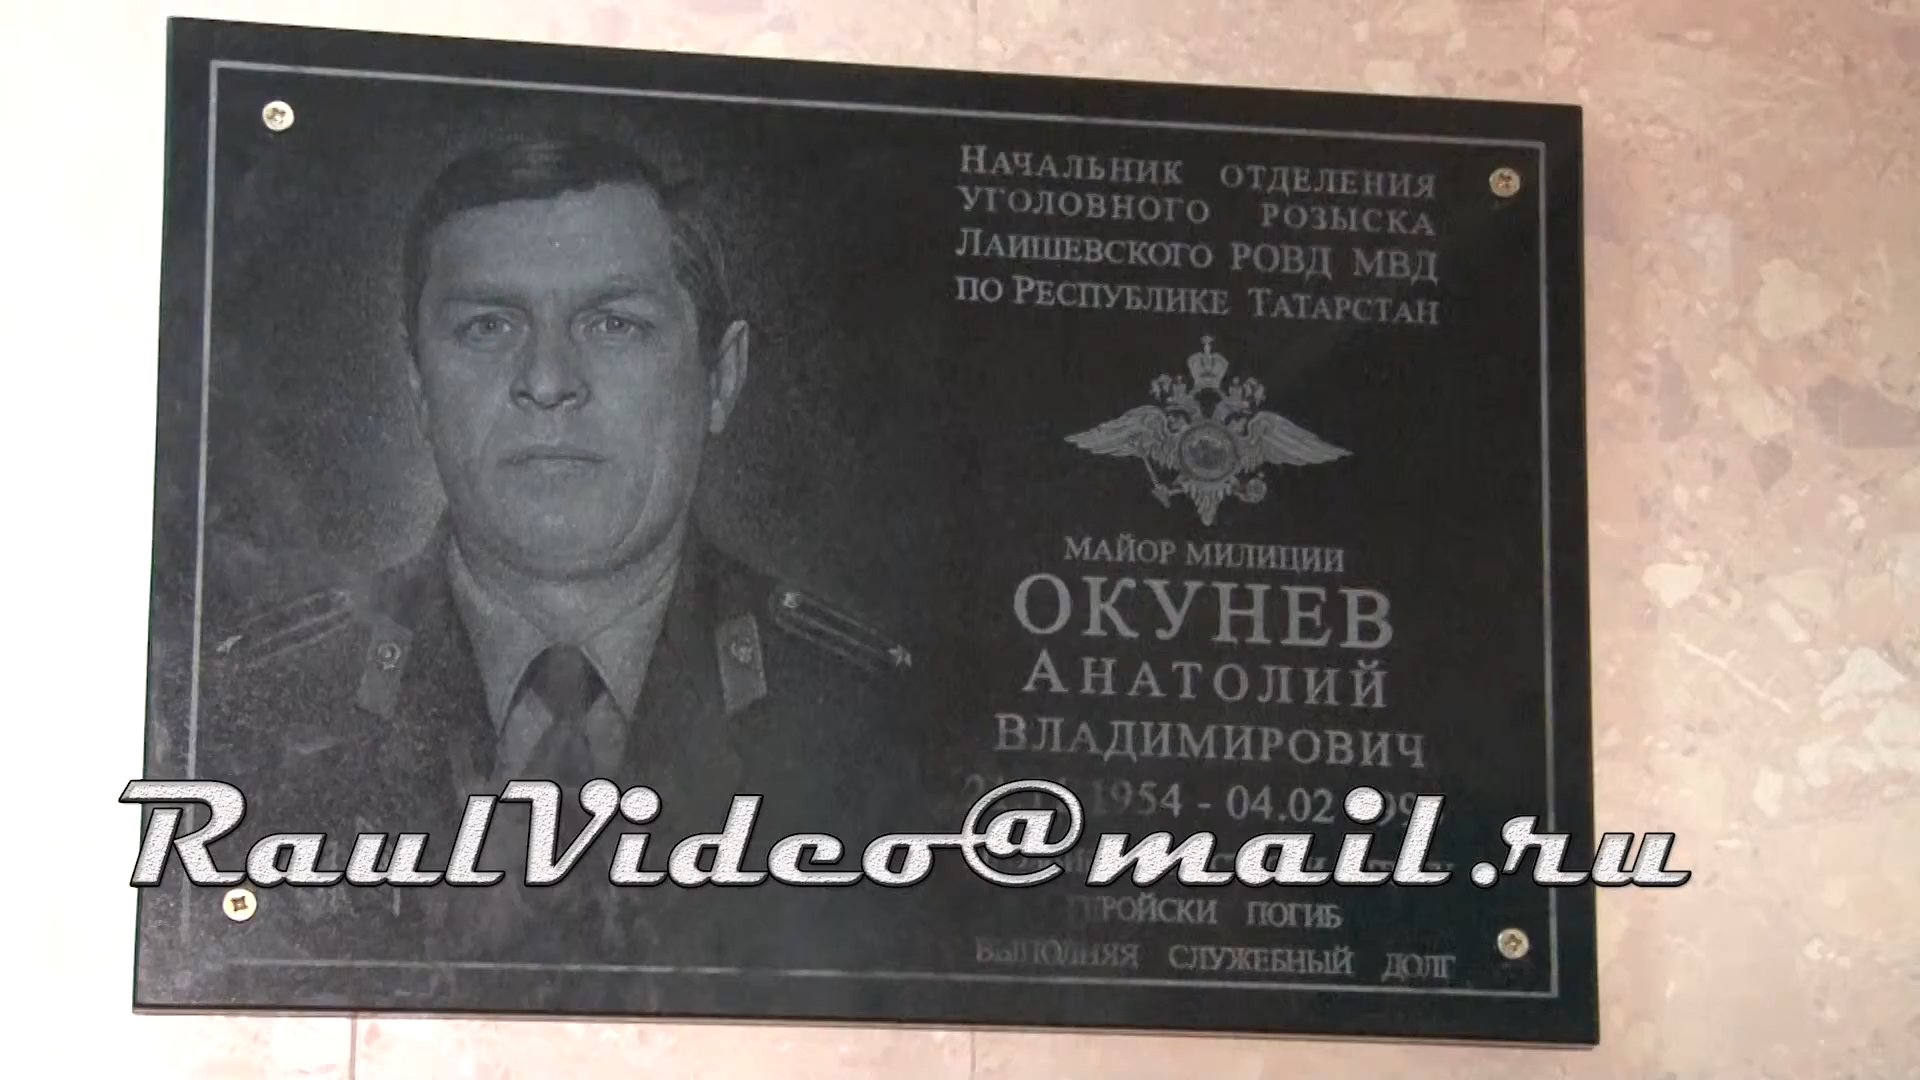 Начальник отделения
уголовного розыска
Лаишевского РОВД МВД
по Республике Татарстан
майор милиции
ОКУНЕВ
Анатолий
Владимирович
1954 - 04.02
RaulVideo@mail.ru
погиб
выполняя служебный долг